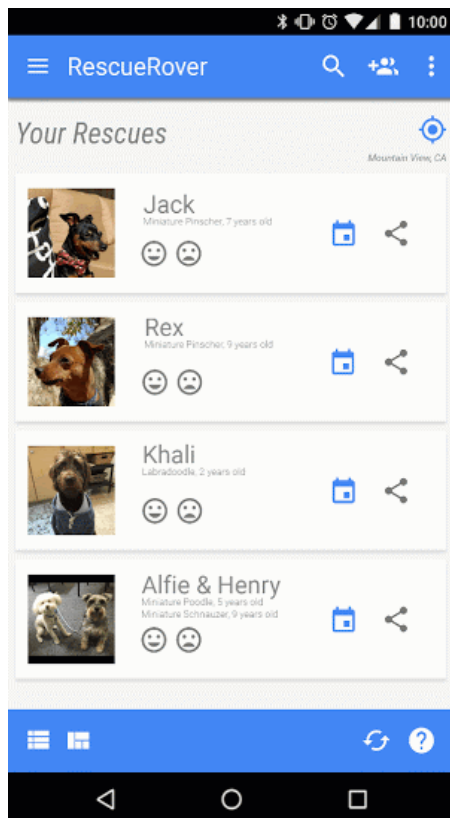 10:00
RescueRover
Your Rescues
Mountain View, CA
Jack
Miniature Pinscher, 7 years old
Rex
Miniature Pinscher, 9 years old
Khali
Labradoodle, 2 years old
Alfie & Henry
Miniature Poodle, 5 years old
Miniature Schnauzer, 9 years old